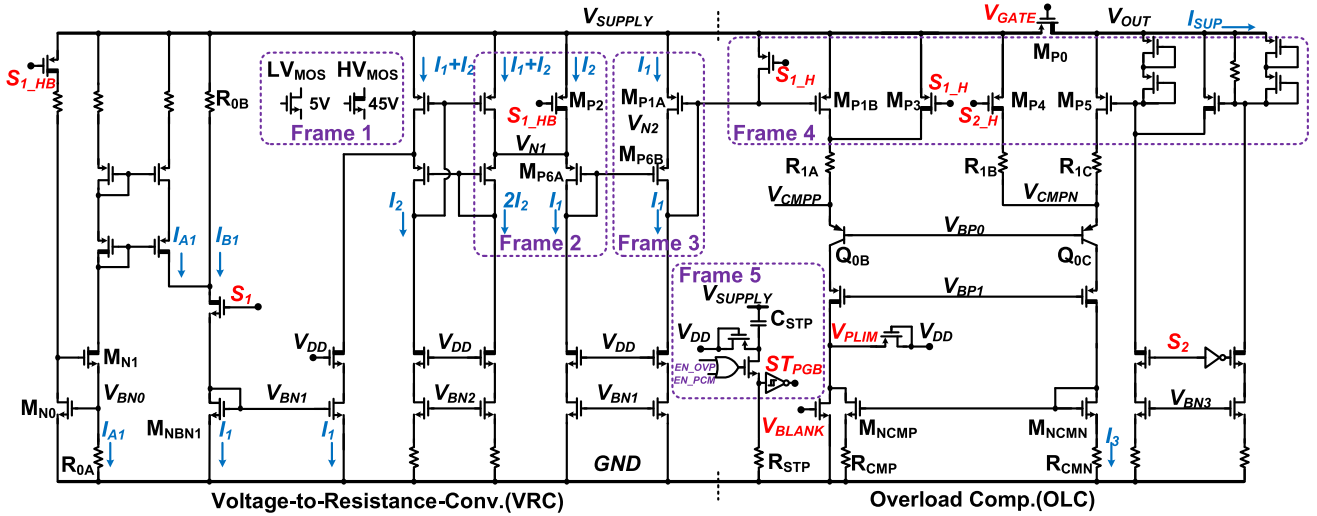 V_SUPPLY
V_GATE
V_OUT
I_SUP
M_P0
S_1_HB
R_0B
LV_MOS HV_MOS
5V 45V
Frame 1
I_1+I_2
I_1+I_2
I_2
I_1
M_P2
S_1_HB
M_P1A
V_N2
M_P6B
V_N1
M_P6A
I_2
2I_2
I_1
I_1
Frame 2
Frame 3
S_1_H
M_P1B
M_P3
S_1_H
S_2_H
M_P4
M_P5
Frame 4
R_1A
R_1B
R_1C
V_CMPP
V_CMPN
V_BP0
Q_0B
Q_0C
V_BP1
I_A1
I_B1
S_1
Frame 5
V_SUPPLY
C_STP
V_DD
EN_OVP
EN_PCM
ST_PGB
V_PLIM
V_DD
S_2
M_N1
V_DD
V_DD
V_DD
V_BN0
M_N0
M_NBN1
V_BN1
V_BN2
V_BN1
V_BLANK
M_NCMP
M_NCMN
V_BN3
I_A1
I_1
I_1
I_3
R_0A
GND
R_STP
R_CMP
R_CMN
Voltage-to-Resistance-Conv.(VRC)
Overload Comp.(OLC)